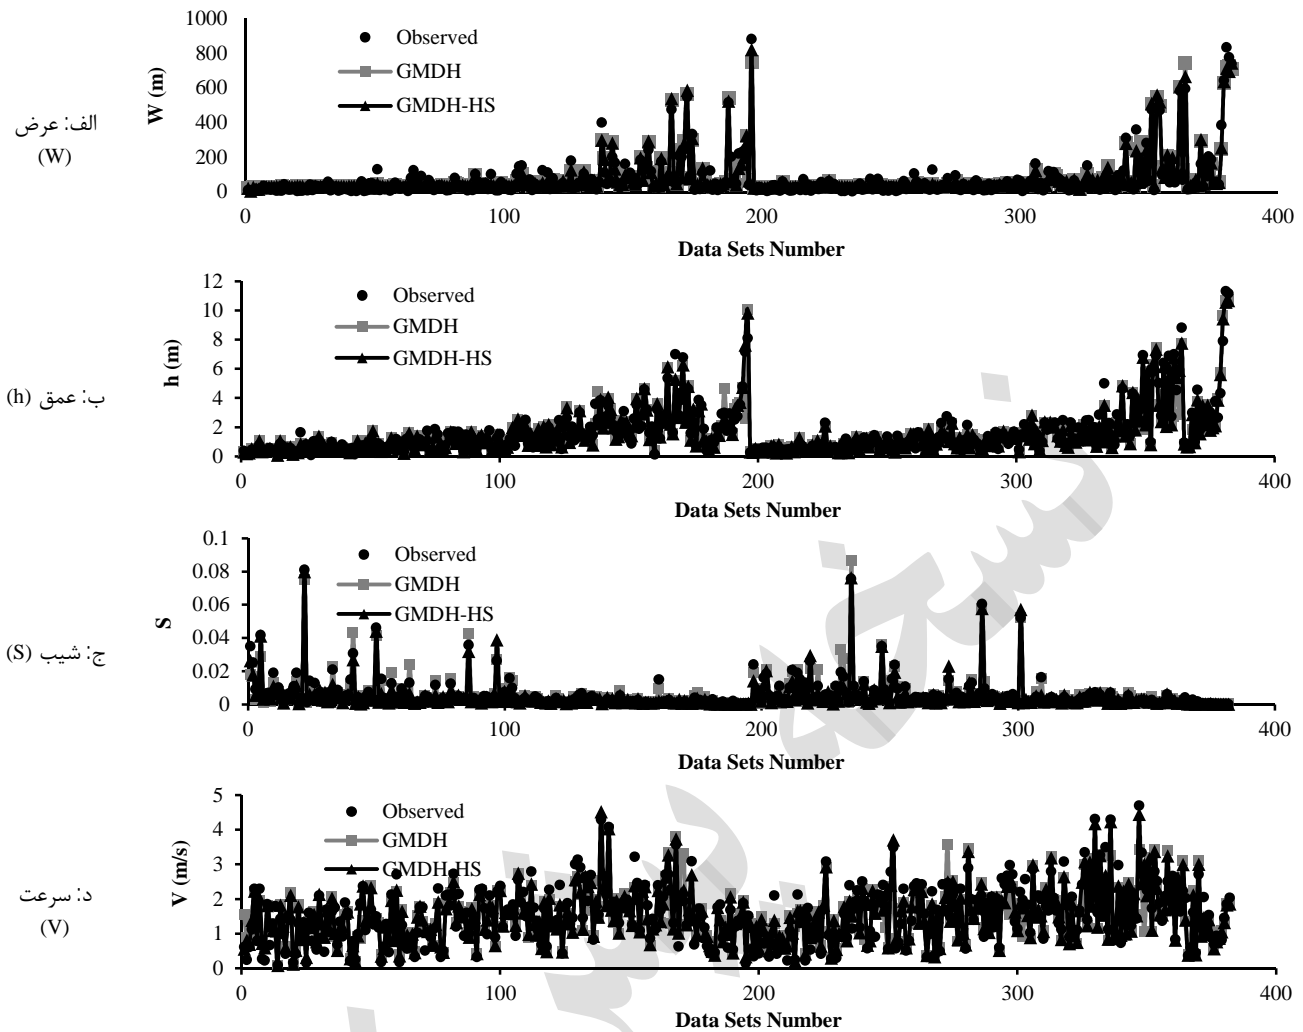 1000
800
600
400
200
0
W (m)
Observed
GMDH
GMDH-HS
الف: عرض
(W)
0 100 200 300 400
Data Sets Number
12
10
8
6
4
2
0
h (m)
Observed
GMDH
GMDH-HS
ب: عمق (h)
0 100 200 300 400
Data Sets Number
0.1
0.08
0.06
0.04
0.02
0
S
Observed
GMDH
GMDH-HS
ج: شیب (S)
0 100 200 300 400
Data Sets Number
5
4
3
2
1
0
V (m/s)
Observed
GMDH
GMDH-HS
د: سرعت
(V)
0 100 200 300 400
Data Sets Number